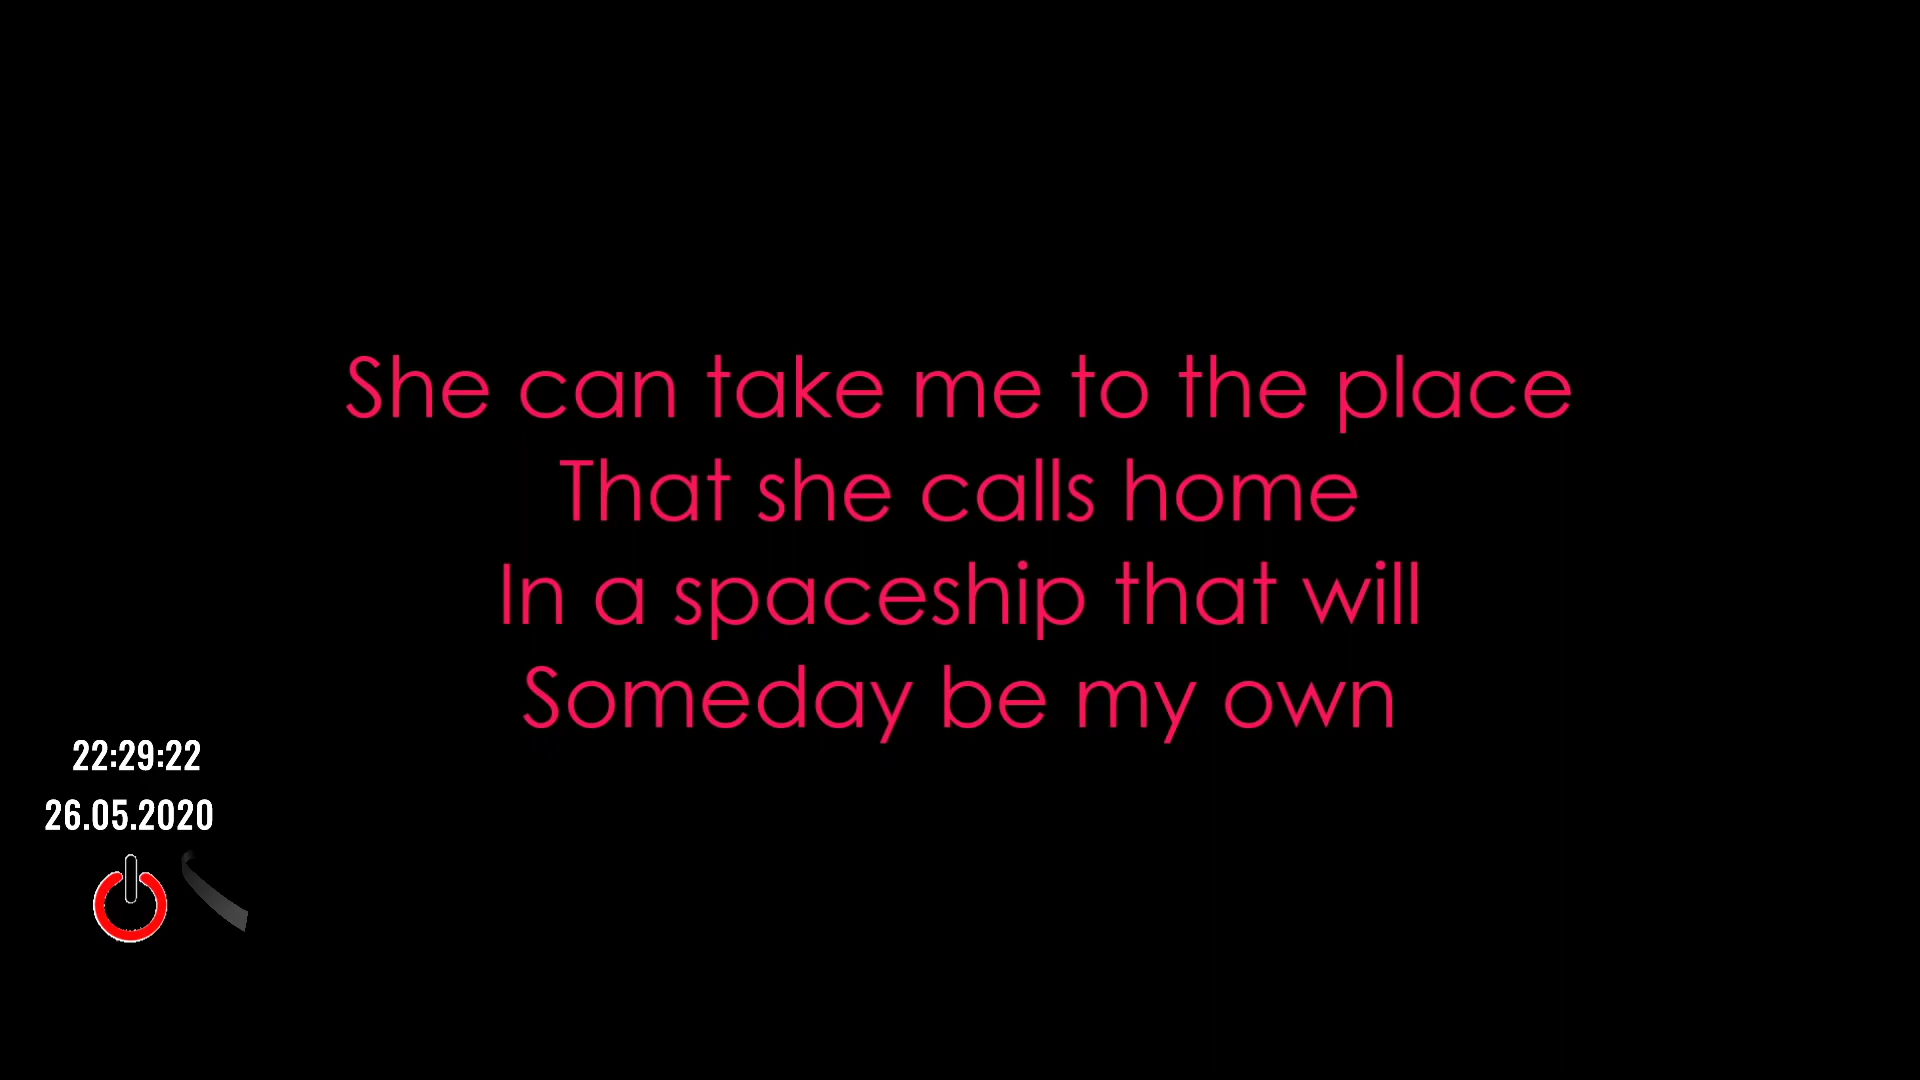 She can take me to the place
That she calls home
In a spaceship that will
Someday be my own
22:29:22
26.05.2020